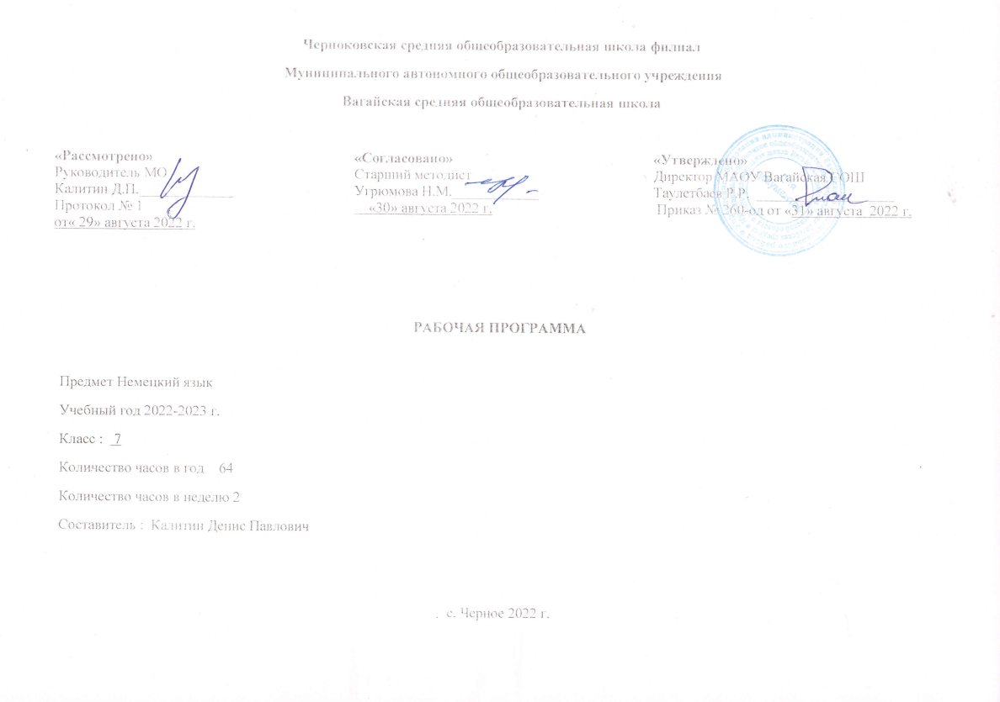 Черноковская средняя общеобразовательная школа филиал
Муниципального автономного общеобразовательного учреждения
Вагайская средняя общеобразовательная школа
«Рассмотрено»
Руководитель МО
Калитин Д.П.
Протокол № 1
от« 29» августа 2022 г.
«Согласовано»
Старший методист
Угрюмова Н.М.
«30» августа 2022 г.
«Утверждено»
Директор МАОУ Вагайская СОШ
Таулетбаев Р.Р.
Приказ № 260-од от «31» августа 2022 г.
РАБОЧАЯ ПРОГРАММА
Предмет Немецкий язык
Учебный год 2022-2023 г.
Класс : 7
Количество часов в год 64
Количество часов в неделю 2
Составитель : Калитин Денис Павлович
. с. Черное 2022 г.